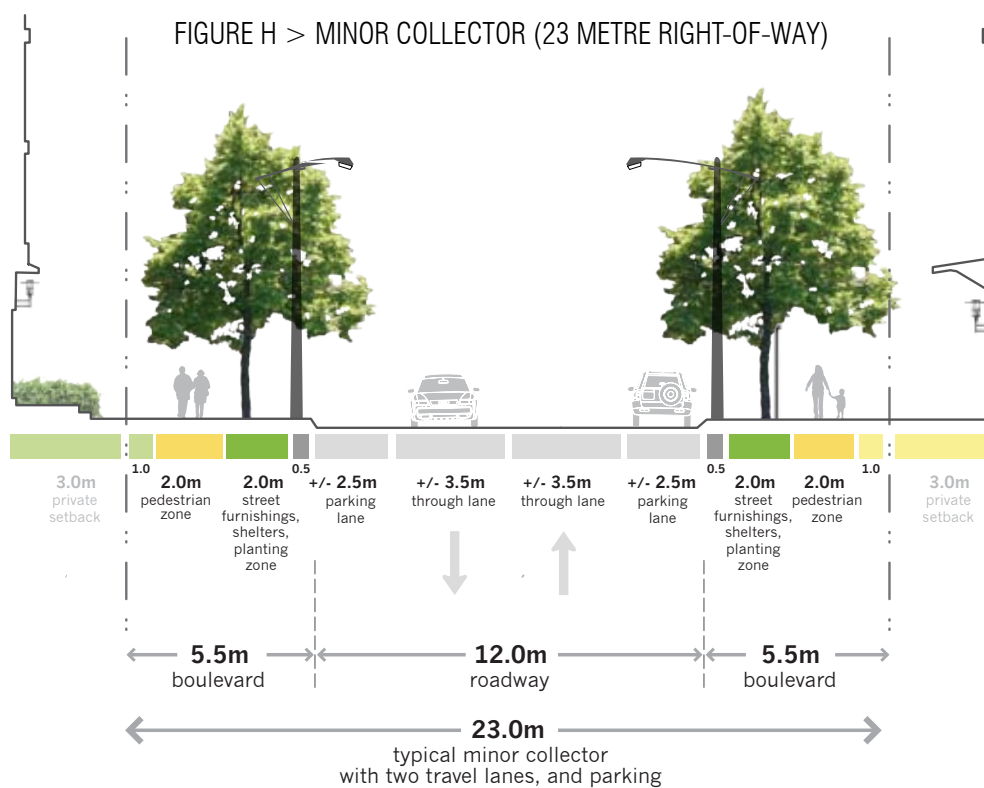 FIGURE H > MINOR COLLECTOR (23 METRE RIGHT-OF-WAY)
3.0m
private
setback
1.0
2.0m
pedestrian
zone
2.0m
street
furnishings,
shelters,
planting
zone
0.5
+/- 2.5m
parking
lane
+/- 3.5m
through lane
+/- 3.5m
through lane
+/- 2.5m
parking
lane
0.5
2.0m
street
furnishings,
shelters,
planting
zone
2.0m
pedestrian
zone
1.0
3.0m
private
setback
5.5m
boulevard
12.0m
roadway
5.5m
boulevard
23.0m
typical minor collector
with two travel lanes, and parking